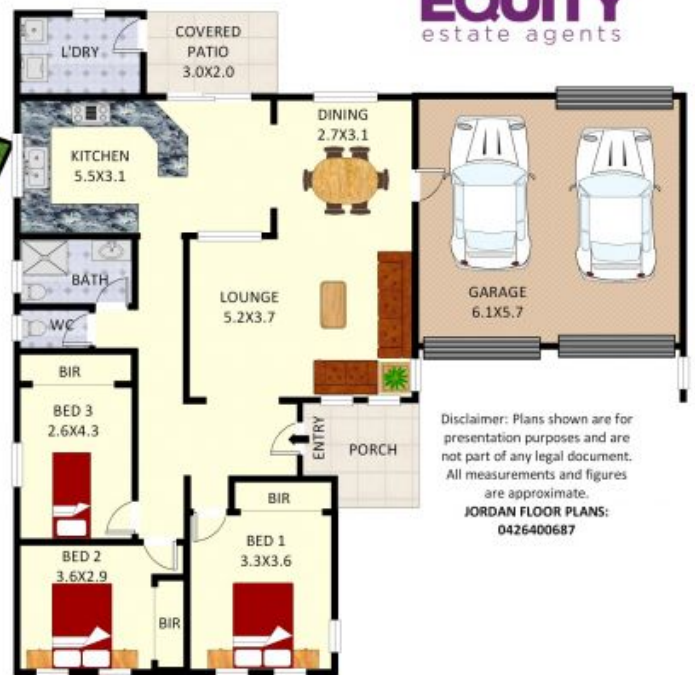 EQUITY
estate agents
L'DRY
COVERED
PATIO
3.0X2.0
DINING
2.7X3.1
KITCHEN
5.5X3.1
BATH
WC
LOUNGE
5.2X3.7
GARAGE
6.1X5.7
BIR
BED 3
2.6X4.3
ENTRY
PORCH
BIR
BED 1
3.3X3.6
BED 2
3.6X2.9
BIR
Disclaimer: Plans shown are for
presentation purposes and are
not part of any legal document.
All measurements and figures
are approximate.
JORDAN FLOOR PLANS:
0426400687